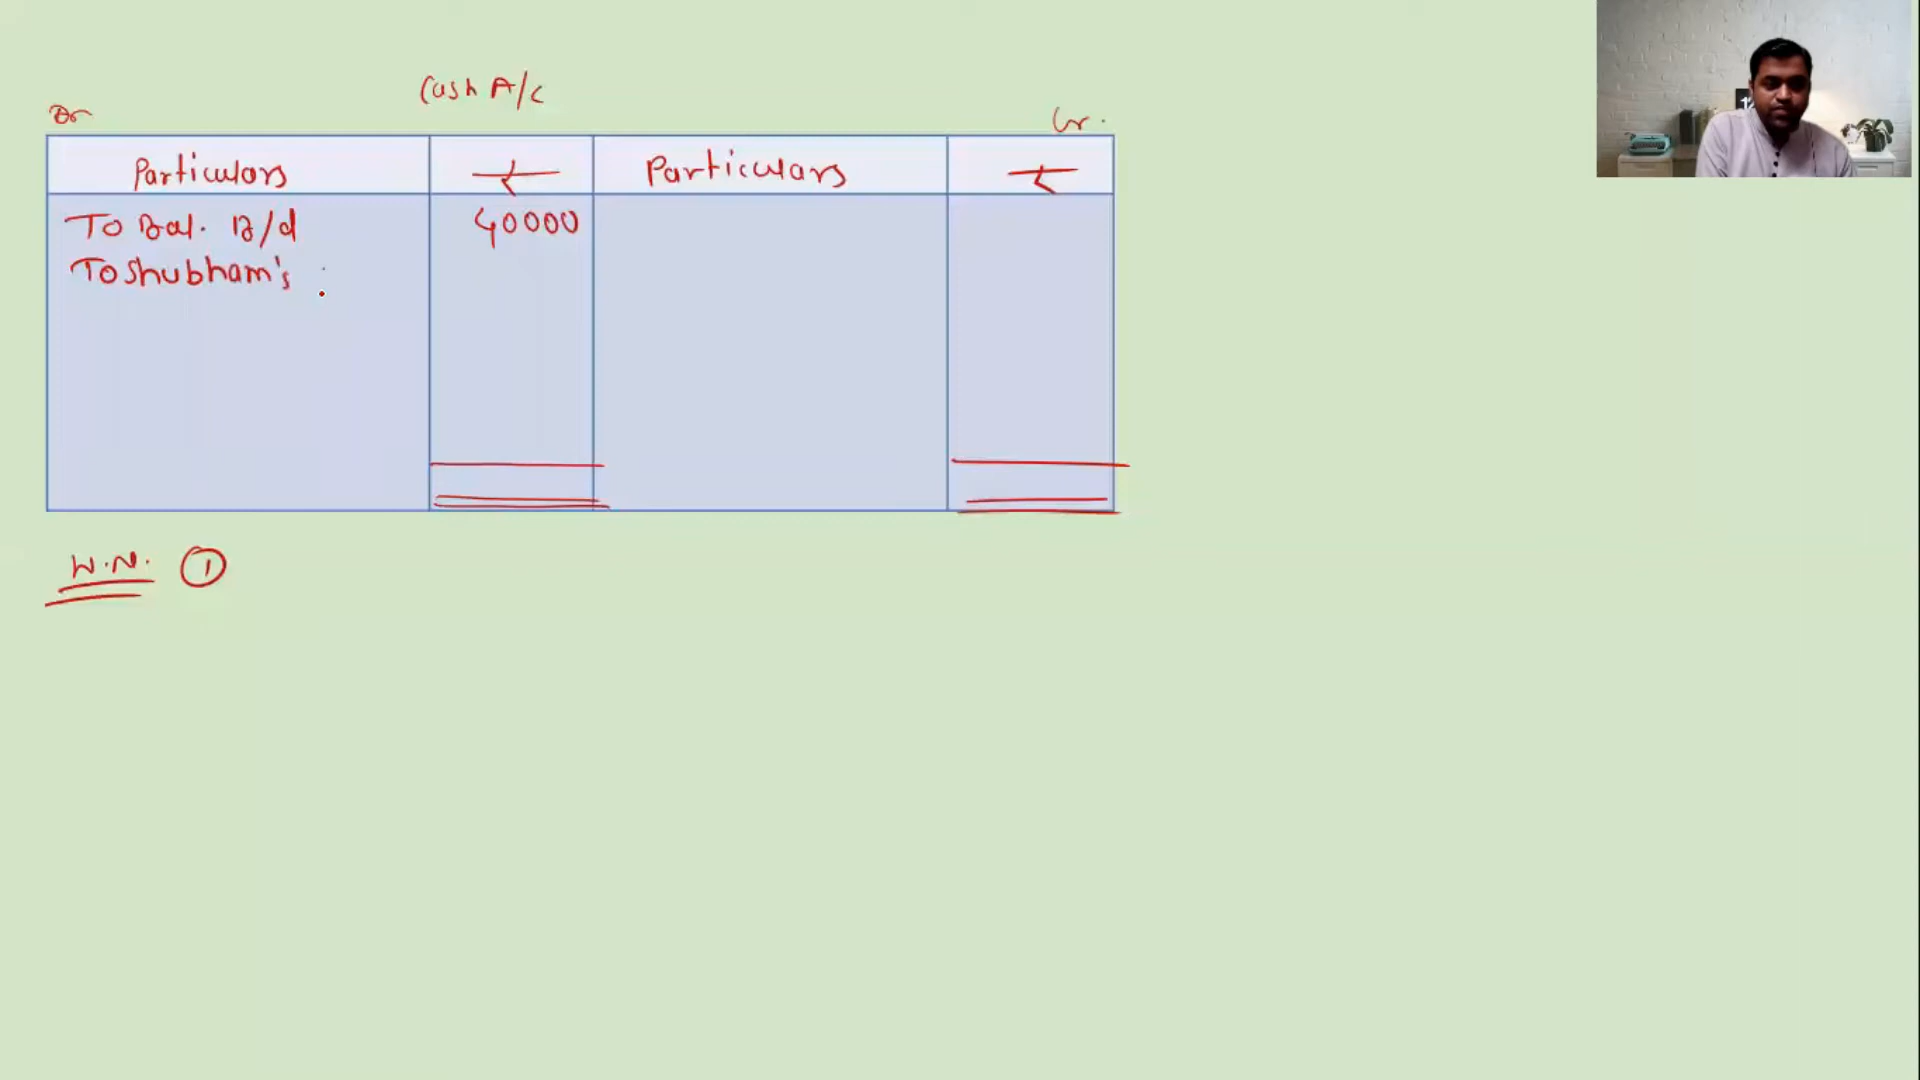 Cash A/c
Dr
Cr.
Particulars ₹ Particulars ₹
To Bal. B/d 40000
To Shubham's
W.N. ①